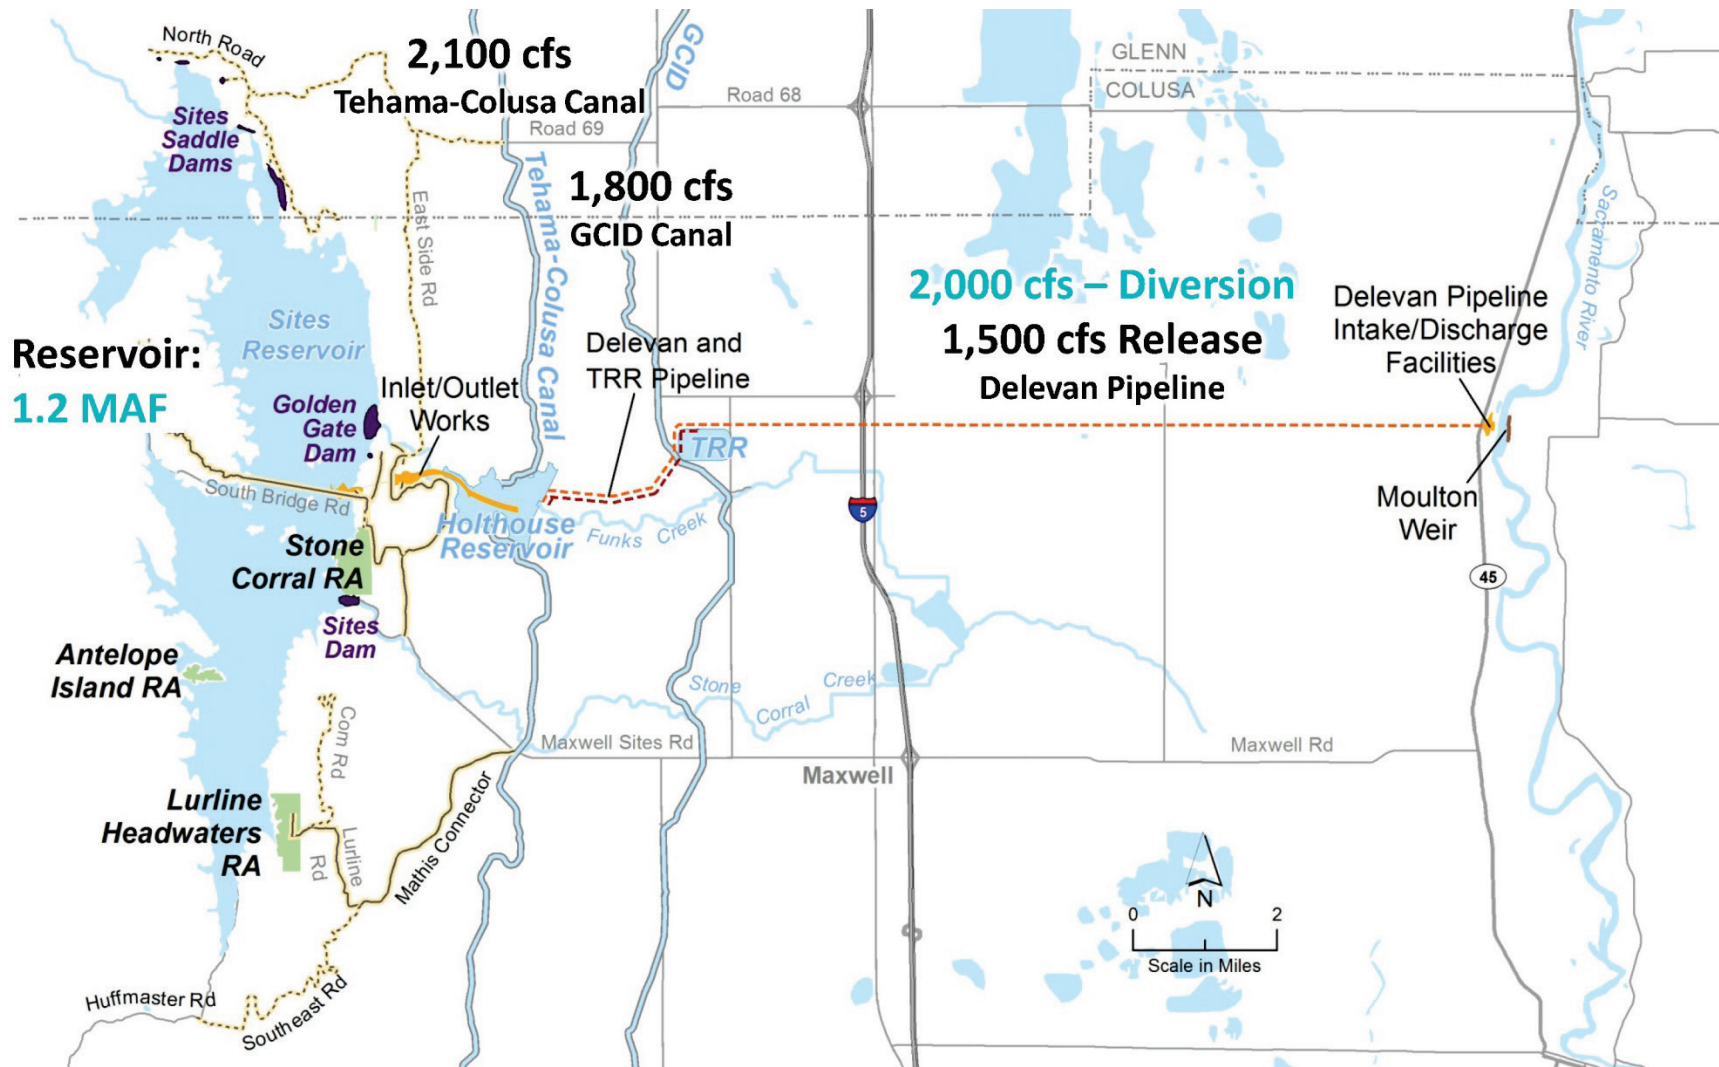 North Road
2,100 cfs
Tehama-Colusa Canal
GCID
GLENN
COLUSA
Road 68
Road 69
Sites
Saddle
Dams
Tehama-Colusa Canal
East Side Rd
1,800 cfs
GCID Canal
Sacramento River
2,000 cfs – Diversion
1,500 cfs Release
Delevan Pipeline
Delevan Pipeline
Intake/Discharge
Facilities
Sites
Reservoir
Reservoir:
1.2 MAF
Delevan and
TRR Pipeline
Inlet/Outlet
Works
Golden
Gate
Dam
TRR
South Bridge Rd
Holthouse
Reservoir
Funks Creek
5
Moulton
Weir
45
Stone
Corral RA
Sites
Dam
Antelope
Island RA
Stone Corral Creek
Com Rd
Maxwell Sites Rd
Maxwell Rd
Maxwell
Lurline
Headwaters
RA
Lurline Rd
Mathis Connector
N
0 2
Scale in Miles
Huffmaster Rd
Southeast Rd